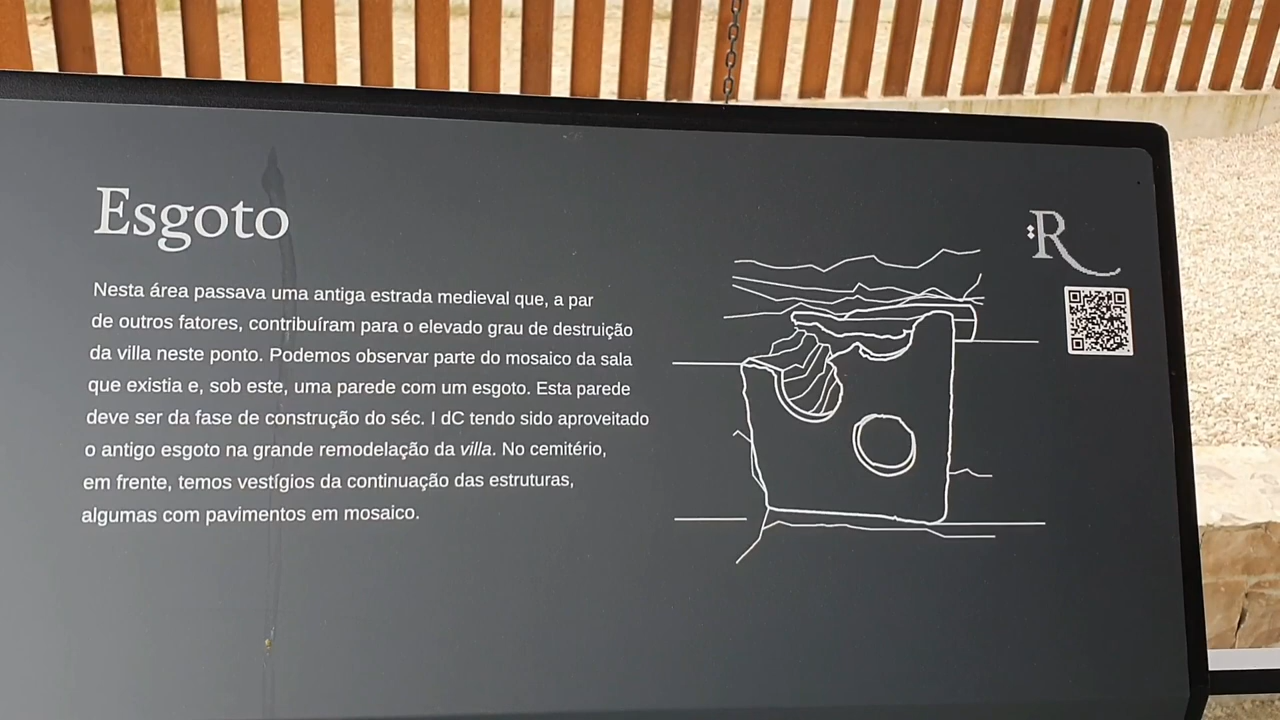 Esgoto
Nesta área passava uma antiga estrada medieval que, a par
de outros fatores, contribuíram para o elevado grau de destruição
da villa neste ponto. Podemos observar parte do mosaico da sala
que existia e, sob este, uma parede com um esgoto. Esta parede
deve ser da fase de construção do séc. I dC tendo sido aproveitado
o antigo esgoto na grande remodelação da villa. No cemitério,
em frente, temos vestígios da continuação das estruturas,
algumas com pavimentos em mosaico.
R